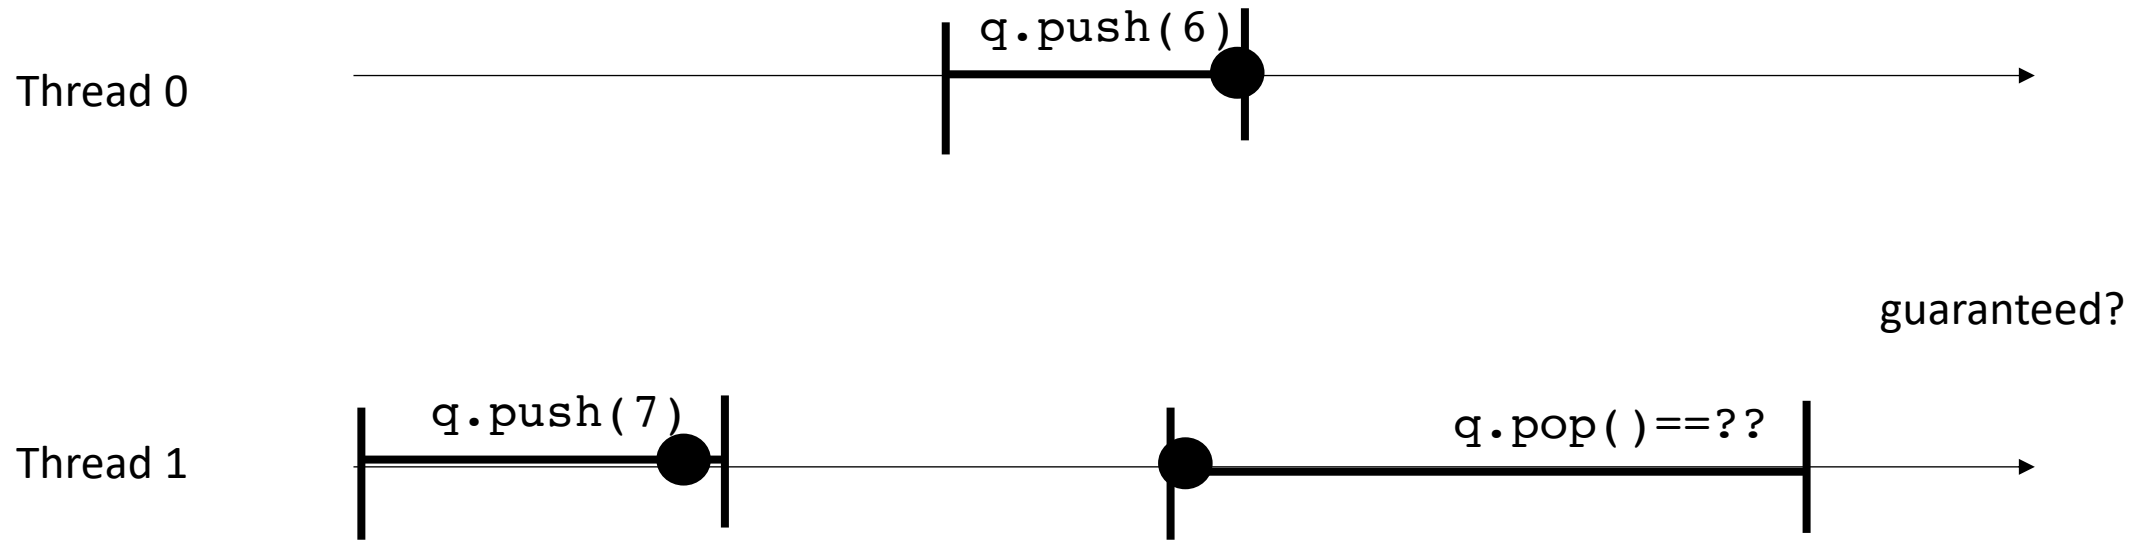 q.push(6)
Thread 0
guaranteed?
q.push(7)
q.pop()==??
Thread 1